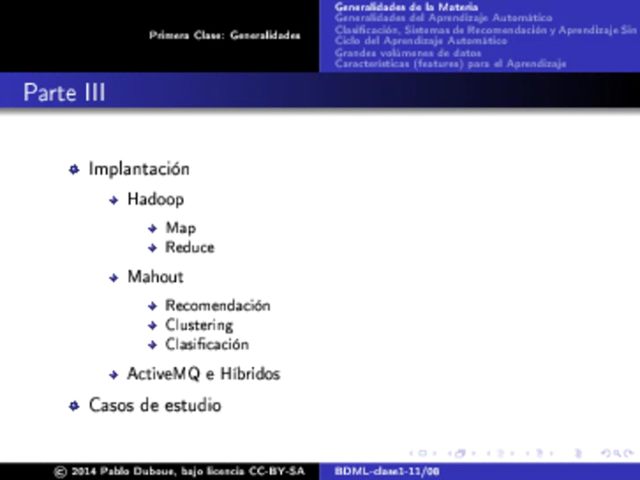 Primera Clase: Generalidades
Generalidades de la Materia
Generalidades del Aprendizaje Automático
Clasificación, Sistemas de Recomendación y Aprendizaje Sin
Ciclo del Aprendizaje Automático
Grandes volúmenes de datos
Características (features) para el Aprendizaje
Parte III
Implantación
Hadoop
Map
Reduce
Mahout
Recomendación
Clustering
Clasificación
ActiveMQ e Híbridos
Casos de estudio
© 2014 Pablo Duboue, bajo licencia CC-BY-SA
BDML-clase1-11/08